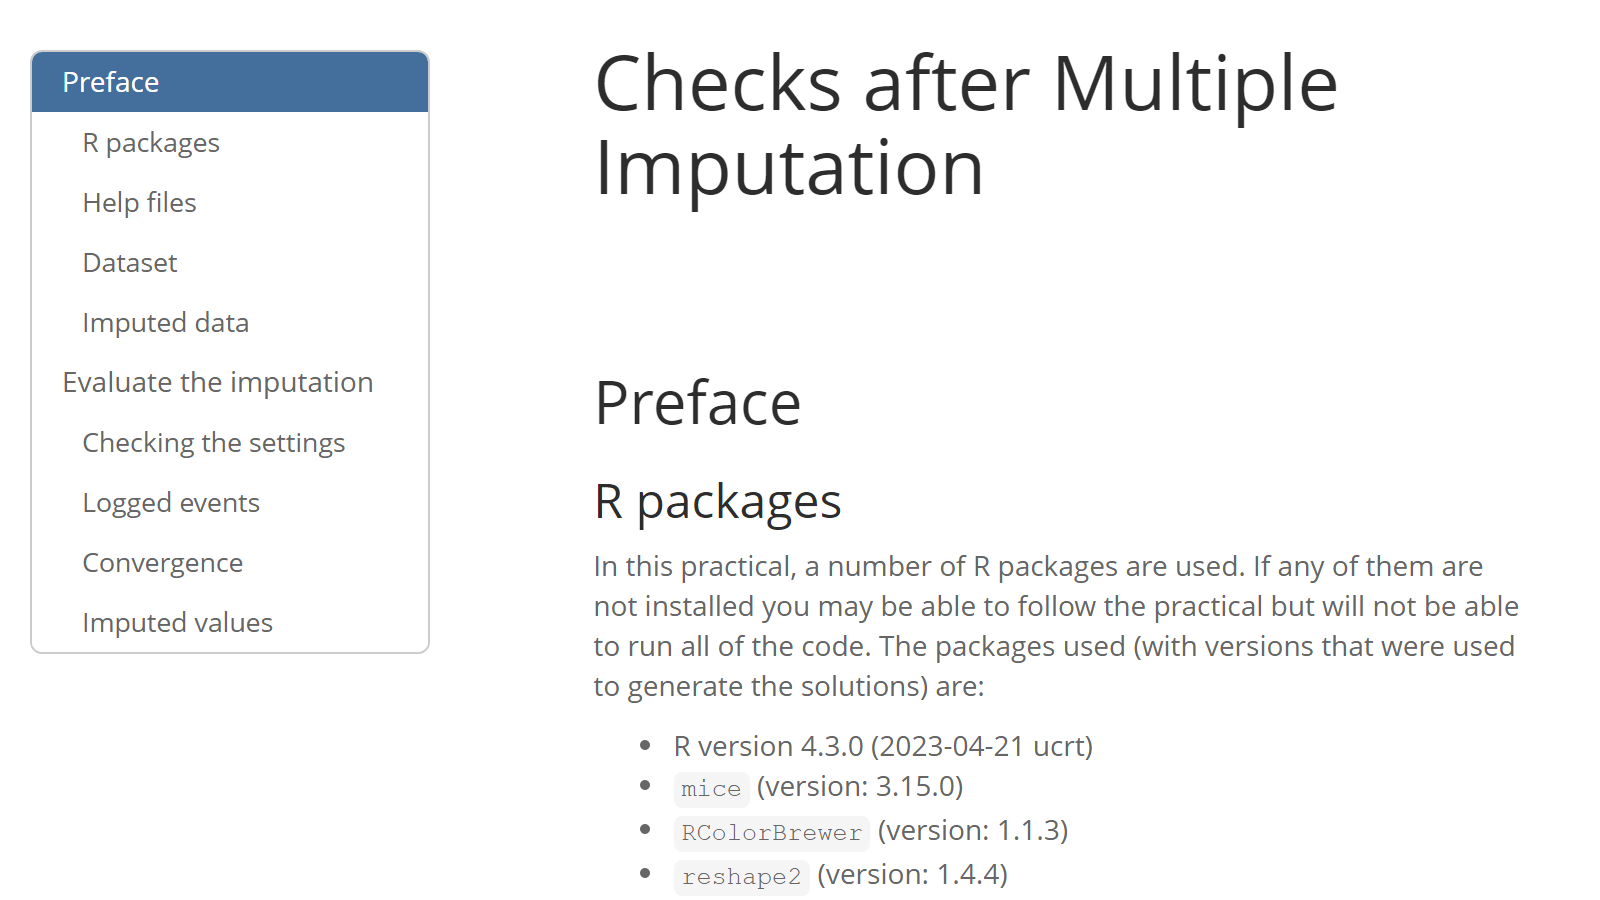 Preface
R packages
Help files
Dataset
Imputed data
Evaluate the imputation
Checking the settings
Logged events
Convergence
Imputed values
Checks after Multiple
Imputation
Preface
R packages
In this practical, a number of R packages are used. If any of them are
not installed you may be able to follow the practical but will not be able
to run all of the code. The packages used (with versions that were used
to generate the solutions) are:
R version 4.3.0 (2023-04-21 ucrt)
mice (version: 3.15.0)
RColorBrewer (version: 1.1.3)
reshape2 (version: 1.4.4)